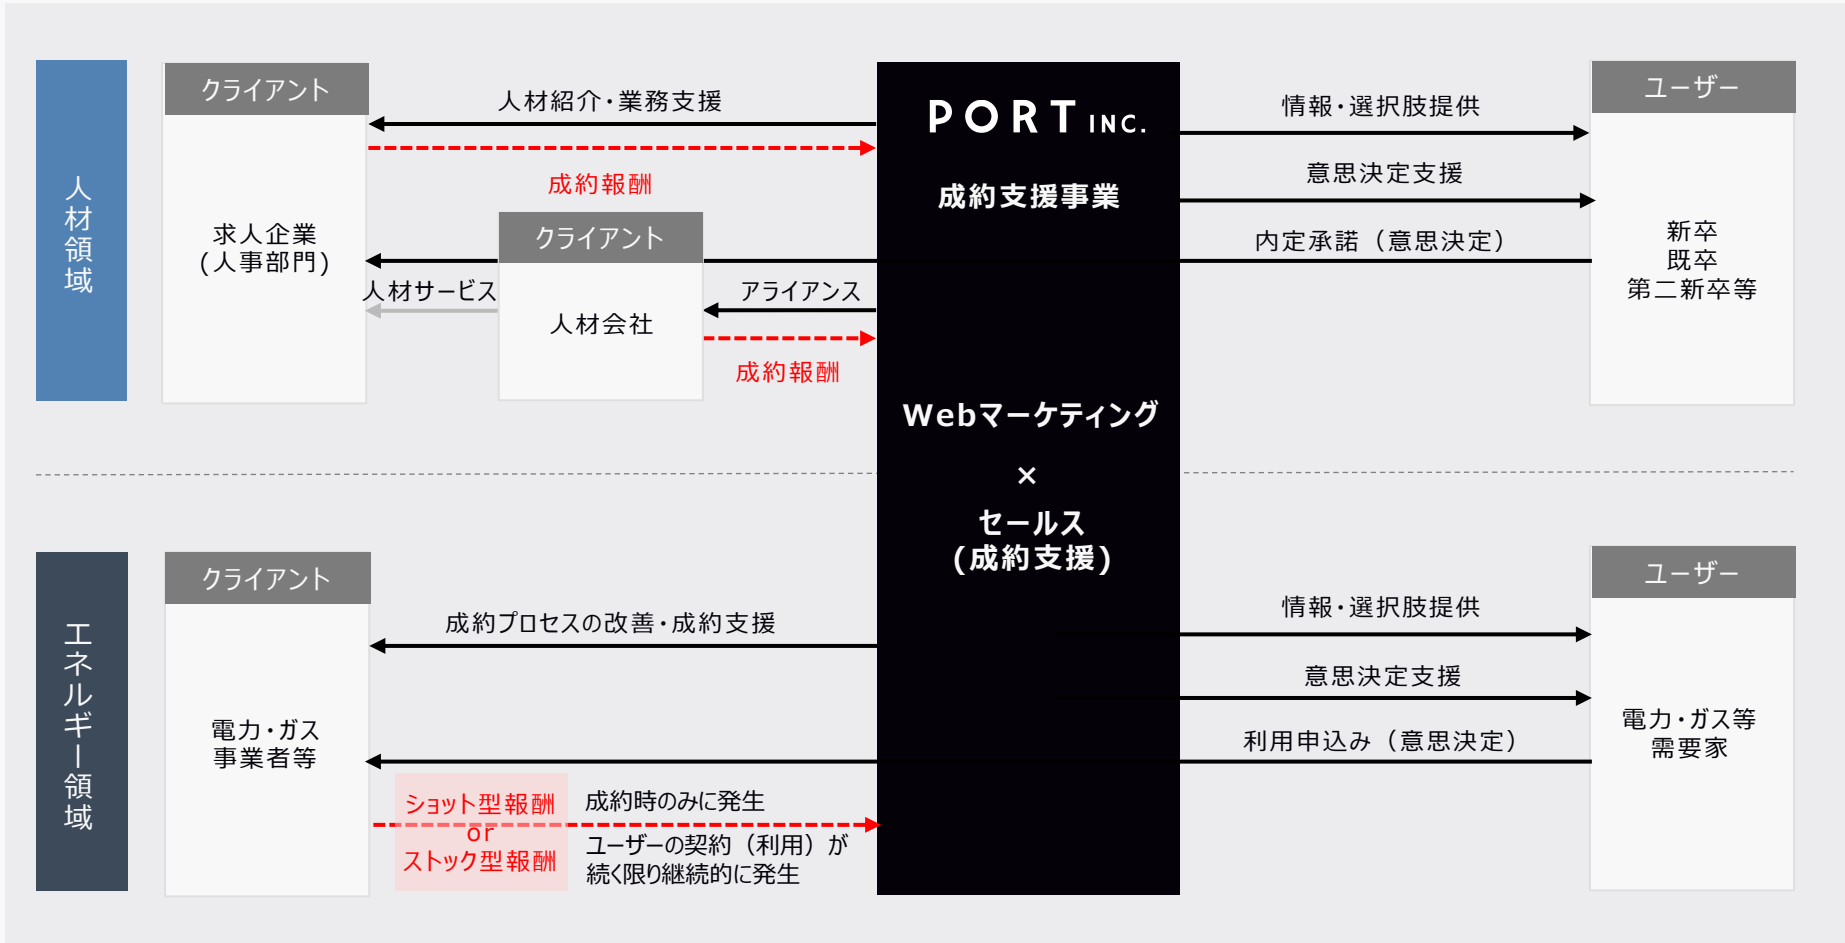 人材領域
クライアント
求人企業
(人事部門)
人材紹介・業務支援
成約報酬
クライアント
人材会社
人材サービス
アライアンス
成約報酬
PORT INC.
成約支援事業
Webマーケティング
×
セールス
(成約支援)
情報・選択肢提供
意思決定支援
内定承諾（意思決定）
ユーザー
新卒
既卒
第二新卒等
エネルギー領域
クライアント
電力・ガス
事業者等
成約プロセスの改善・成約支援
ショット型報酬
or
ストック型報酬
成約時のみに発生
ユーザーの契約（利用）が
続く限り継続的に発生
情報・選択肢提供
意思決定支援
利用申込み（意思決定）
ユーザー
電力・ガス等
需要家